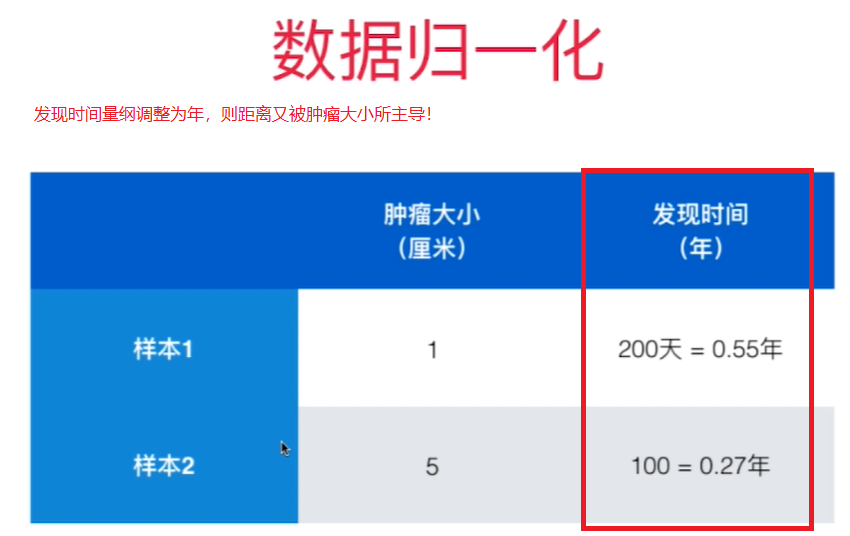 数据归一化
发现时间量纲调整为年，则距离又被肿瘤大小所主导！
肿瘤大小
（厘米）
发现时间
（年）
样本1
1
200天 = 0.55年
样本2
5
100 = 0.27年